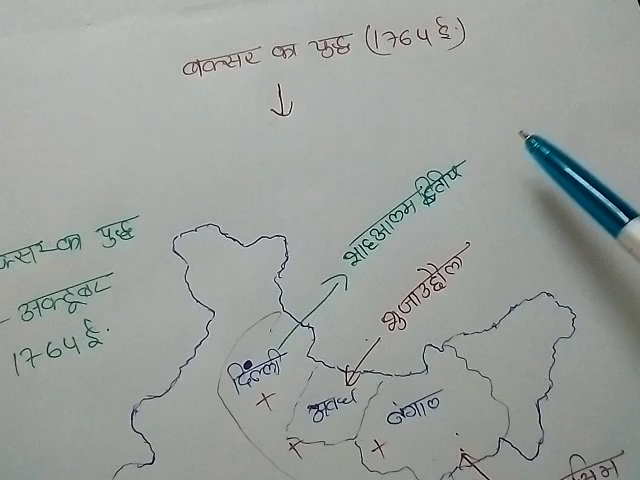 बक्सर का युद्ध (1764 ई.)
शाहआलम द्वितीय
का युद्ध
शुजाउद्दौला
- अक्टूबर
1764 ई.
दिल्ली
अवध
बंगाल